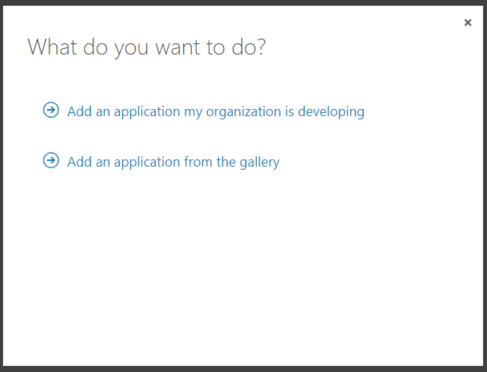 What do you want to do?
Add an application my organization is developing
Add an application from the gallery